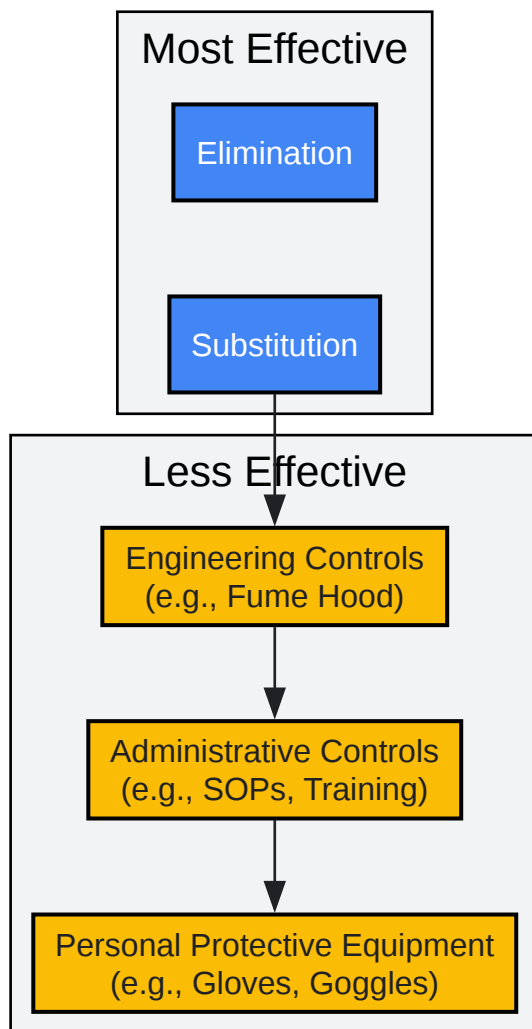 Most Effective
Elimination
Substitution
Less Effective
Engineering Controls
(e.g., Fume Hood)
Administrative Controls
(e.g., SOPs, Training)
Personal Protective Equipment
(e.g., Gloves, Goggles)